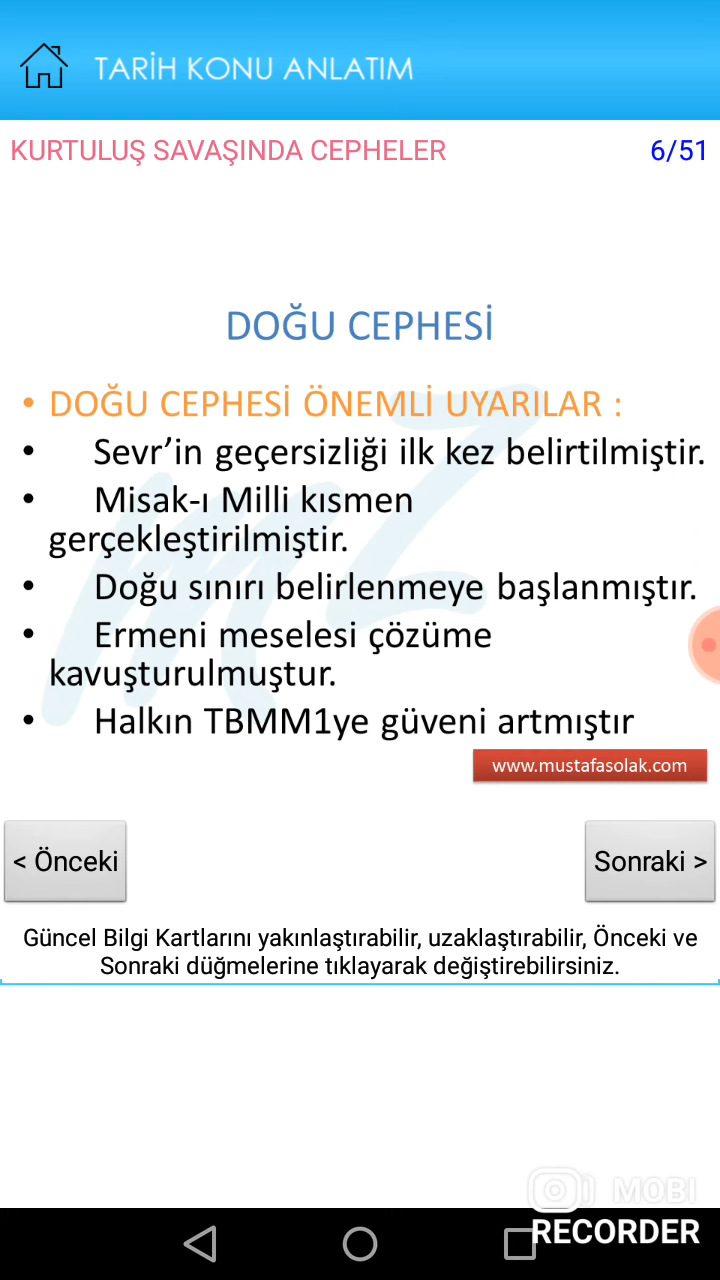 TARİH KONU ANLATIM
KURTULUŞ SAVAŞINDA CEPHELER 6/51
DOĞU CEPHESİ
• DOĞU CEPHESİ ÖNEMLİ UYARILAR :
• Sevr’in geçersizliği ilk kez belirtilmiştir.
• Misak-ı Milli kısmen
gerçekleştirilmiştir.
• Doğu sınırı belirlenmeye başlanmıştır.
• Ermeni meselesi çözüme
kavuşturulmuştur.
• Halkın TBMM1ye güveni artmıştır
www.mustafasolak.com
< Önceki Sonraki >
Güncel Bilgi Kartlarını yakınlaştırabilir, uzaklaştırabilir, Önceki ve
Sonraki düğmelerine tıklayarak değiştirebilirsiniz.
MOBI
RECORDER